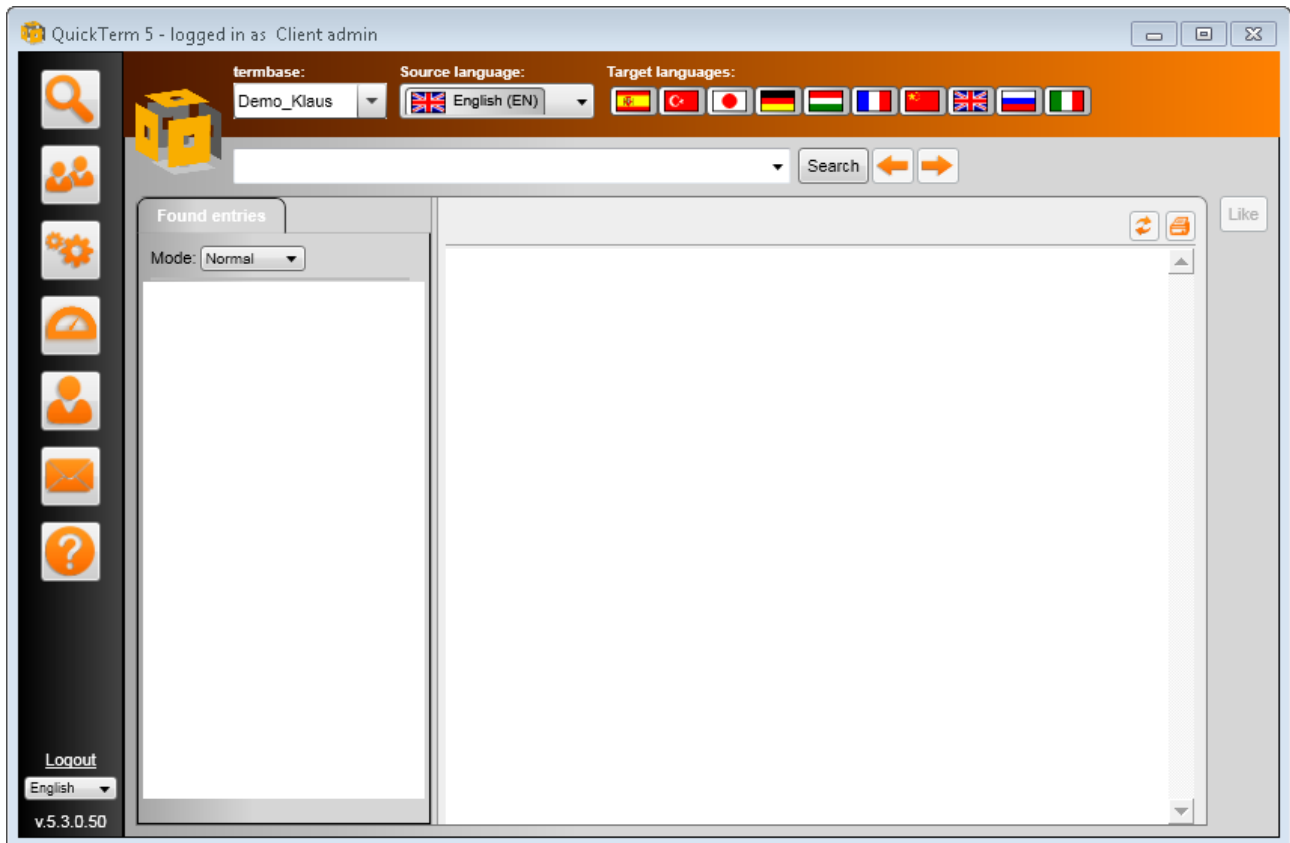 QuickTerm 5 - logged in as Client admin
termbase:
Source language:
Target languages:
Demo_Klaus
English (EN)
Search
Found entries
Like
Mode: Normal
Logout
English
v.5.3.0.50